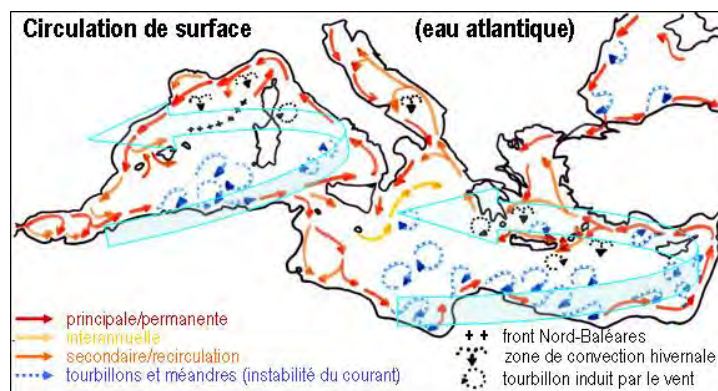 Circulation de surface (eau atlantique)
principale/permanente
interannuelle
secondaire/recirculation
tourbillons et méandres (instabilité du courant)
front Nord-Baléares
zone de convection hivernale
tourbillon induit par le vent